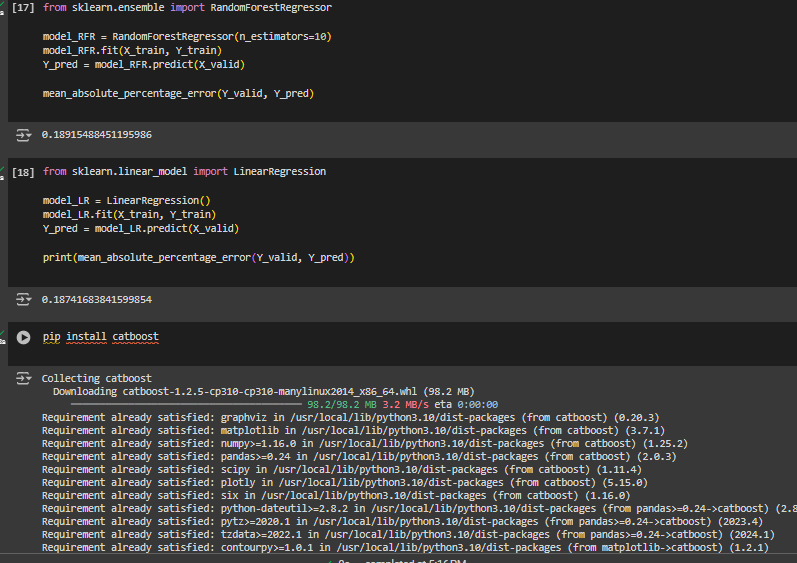 [17] from sklearn.ensemble import RandomForestRegressor
model_RFR = RandomForestRegressor(n_estimators=10)
model_RFR.fit(X_train, Y_train)
Y_pred = model_RFR.predict(X_valid)
mean_absolute_percentage_error(Y_valid, Y_pred)
0.18915488451195986
[18] from sklearn.linear_model import LinearRegression
model_LR = LinearRegression()
model_LR.fit(X_train, Y_train)
Y_pred = model_LR.predict(X_valid)
print(mean_absolute_percentage_error(Y_valid, Y_pred))
0.18741683841599854
pip install catboost
Collecting catboost
Downloading catboost-1.2.5-cp310-cp310-manylinux2014_x86_64.whl (98.2 MB)
98.2/98.2 MB 3.2 MB/s eta 0:00:00
Requirement already satisfied: graphviz in /usr/local/lib/python3.10/dist-packages (from catboost) (0.20.3)
Requirement already satisfied: matplotlib in /usr/local/lib/python3.10/dist-packages (from catboost) (3.7.1)
Requirement already satisfied: numpy>=1.16.0 in /usr/local/lib/python3.10/dist-packages (from catboost) (1.25.2)
Requirement already satisfied: pandas>=0.24 in /usr/local/lib/python3.10/dist-packages (from catboost) (2.0.3)
Requirement already satisfied: scipy in /usr/local/lib/python3.10/dist-packages (from catboost) (1.11.4)
Requirement already satisfied: plotly in /usr/local/lib/python3.10/dist-packages (from catboost) (5.15.0)
Requirement already satisfied: six in /usr/local/lib/python3.10/dist-packages (from catboost) (1.16.0)
Requirement already satisfied: python-dateutil>=2.8.2 in /usr/local/lib/python3.10/dist-packages (from pandas>=0.24->catboost) (2.8
Requirement already satisfied: pytz>=2020.1 in /usr/local/lib/python3.10/dist-packages (from pandas>=0.24->catboost) (2023.4)
Requirement already satisfied: tzdata>=2022.1 in /usr/local/lib/python3.10/dist-packages (from pandas>=0.24->catboost) (2024.1)
Requirement already satisfied: contourpy>=1.0.1 in /usr/local/lib/python3.10/dist-packages (from matplotlib->catboost) (1.2.1)
completed at 5:16 PM